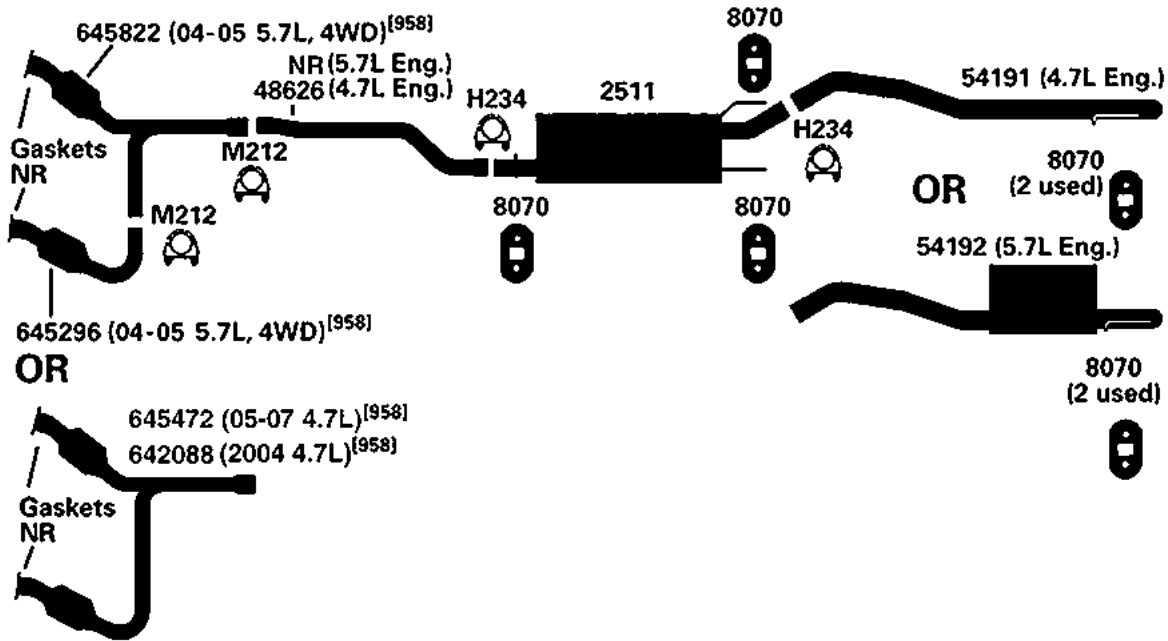 645822 (04-05 5.7L, 4WD)[958]
8070
NR (5.7L Eng.)
48626 (4.7L Eng.)
H234
2511
54191 (4.7L Eng.)
H234
Gaskets
NR
M212
8070
(2 used)
OR
M212
8070
8070
54192 (5.7L Eng.)
645296 (04-05 5.7L, 4WD)[958]
OR
8070
(2 used)
645472 (05-07 4.7L)[958]
642088 (2004 4.7L)[958]
Gaskets
NR